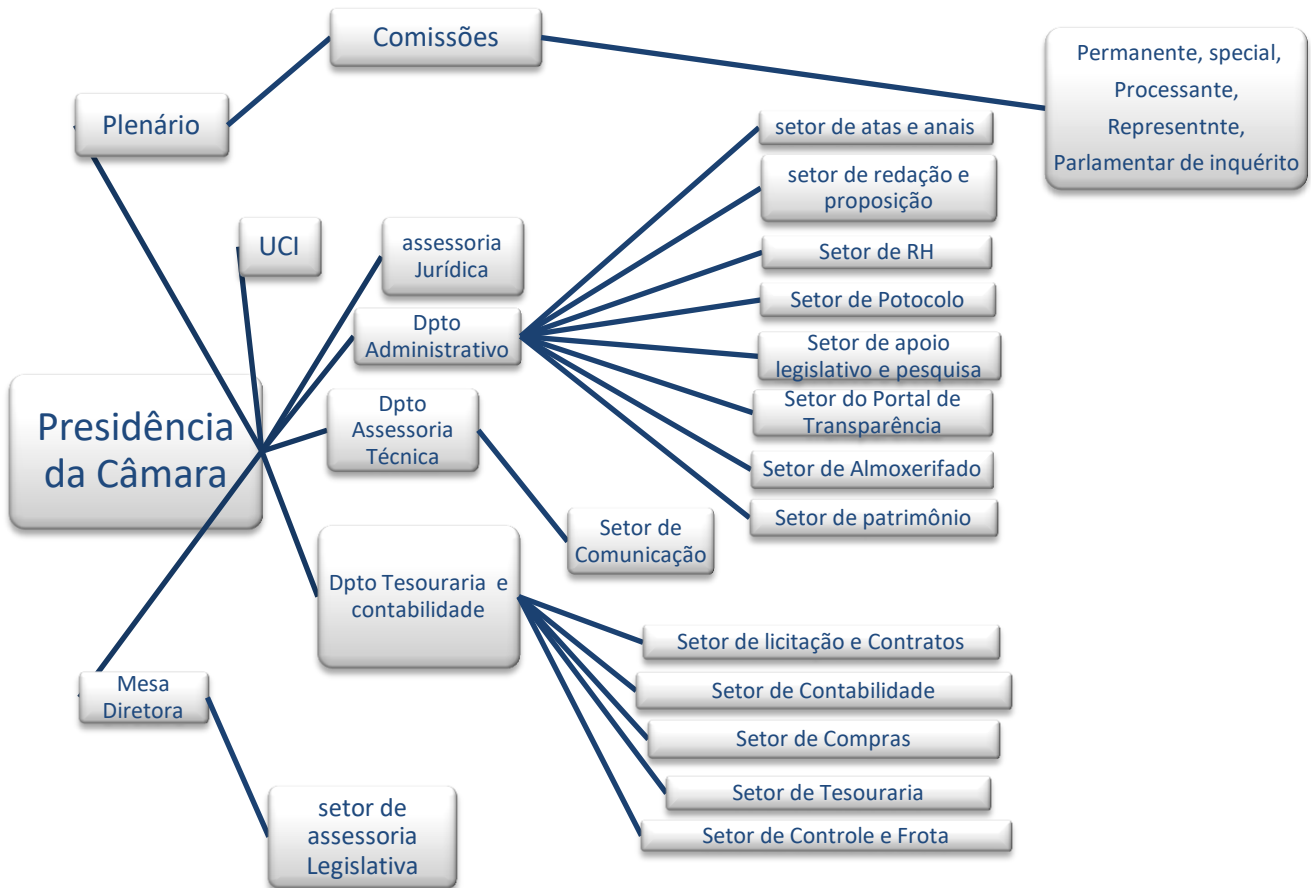 Comissões
Permanente, special,
Processante,
Representnte,
Parlamentar de inquérito
Plenário
setor de atas e anais
setor de redação e
proposição
UCI
assessoria
Jurídica
Setor de RH
Setor de Potocolo
Dpto
Administrativo
Setor de apoio
legislativo e pesquisa
Presidência
da Câmara
Dpto
Assessoria
Técnica
Setor do Portal de
Transparência
Setor de Almoxerifado
Setor de patrimônio
Setor de
Comunicação
Dpto Tesouraria e
contabilidade
Setor de licitação e Contratos
Mesa
Diretora
Setor de Contabilidade
Setor de Compras
Setor de Tesouraria
setor de
assessoria
Legislativa
Setor de Controle e Frota